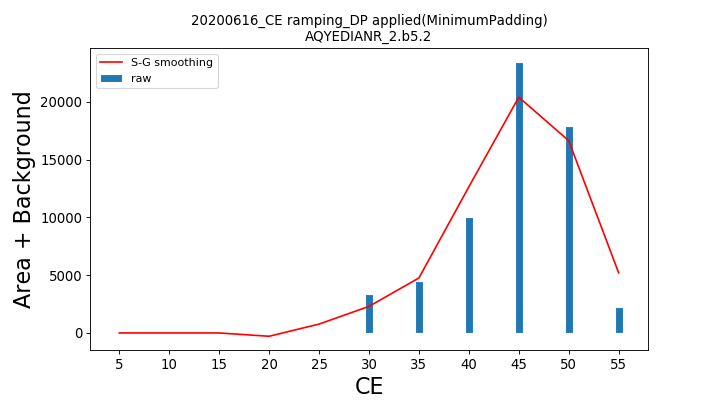 20200616_CE ramping_DP applied(MinimumPadding)
AQYEDIANR_2.b5.2
S-G smoothing
raw
Area + Background
20000
15000
10000
5000
0
5 10 15 20 25 30 35 40 45 50 55
CE